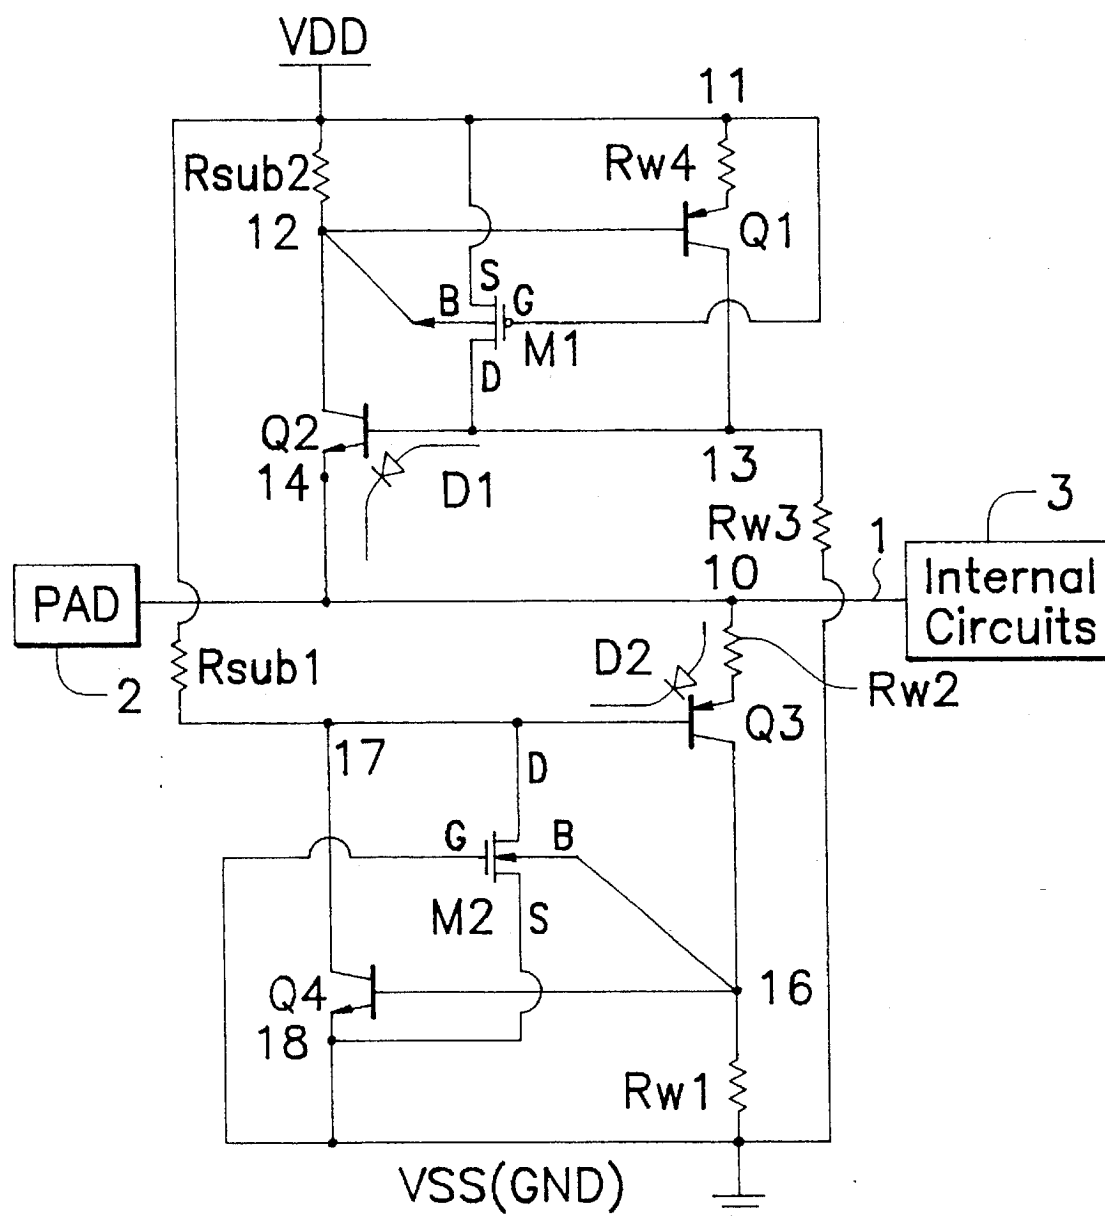 VDD
11
Rsub2
Rw4
12
Q1
S
B
G
M1
D
Q2
14
D1
13
Rw3
3
10
1
PAD
Internal
Circuits
2
Rsub1
D2
Rw2
Q3
17
D
G
B
M2
S
Q4
16
18
Rw1
VSS(GND)